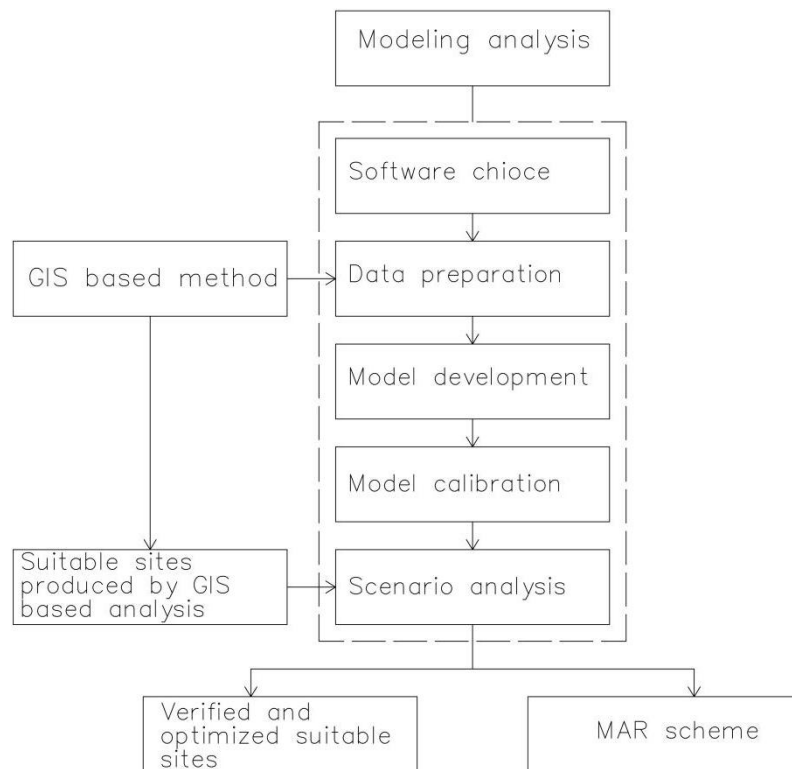 Modeling analysis
Software chioce
GIS based method
Data preparation
Model development
Model calibration
Suitable sites
produced by GIS
based analysis
Scenario analysis
Verified and
optimized suitable
sites
MAR scheme